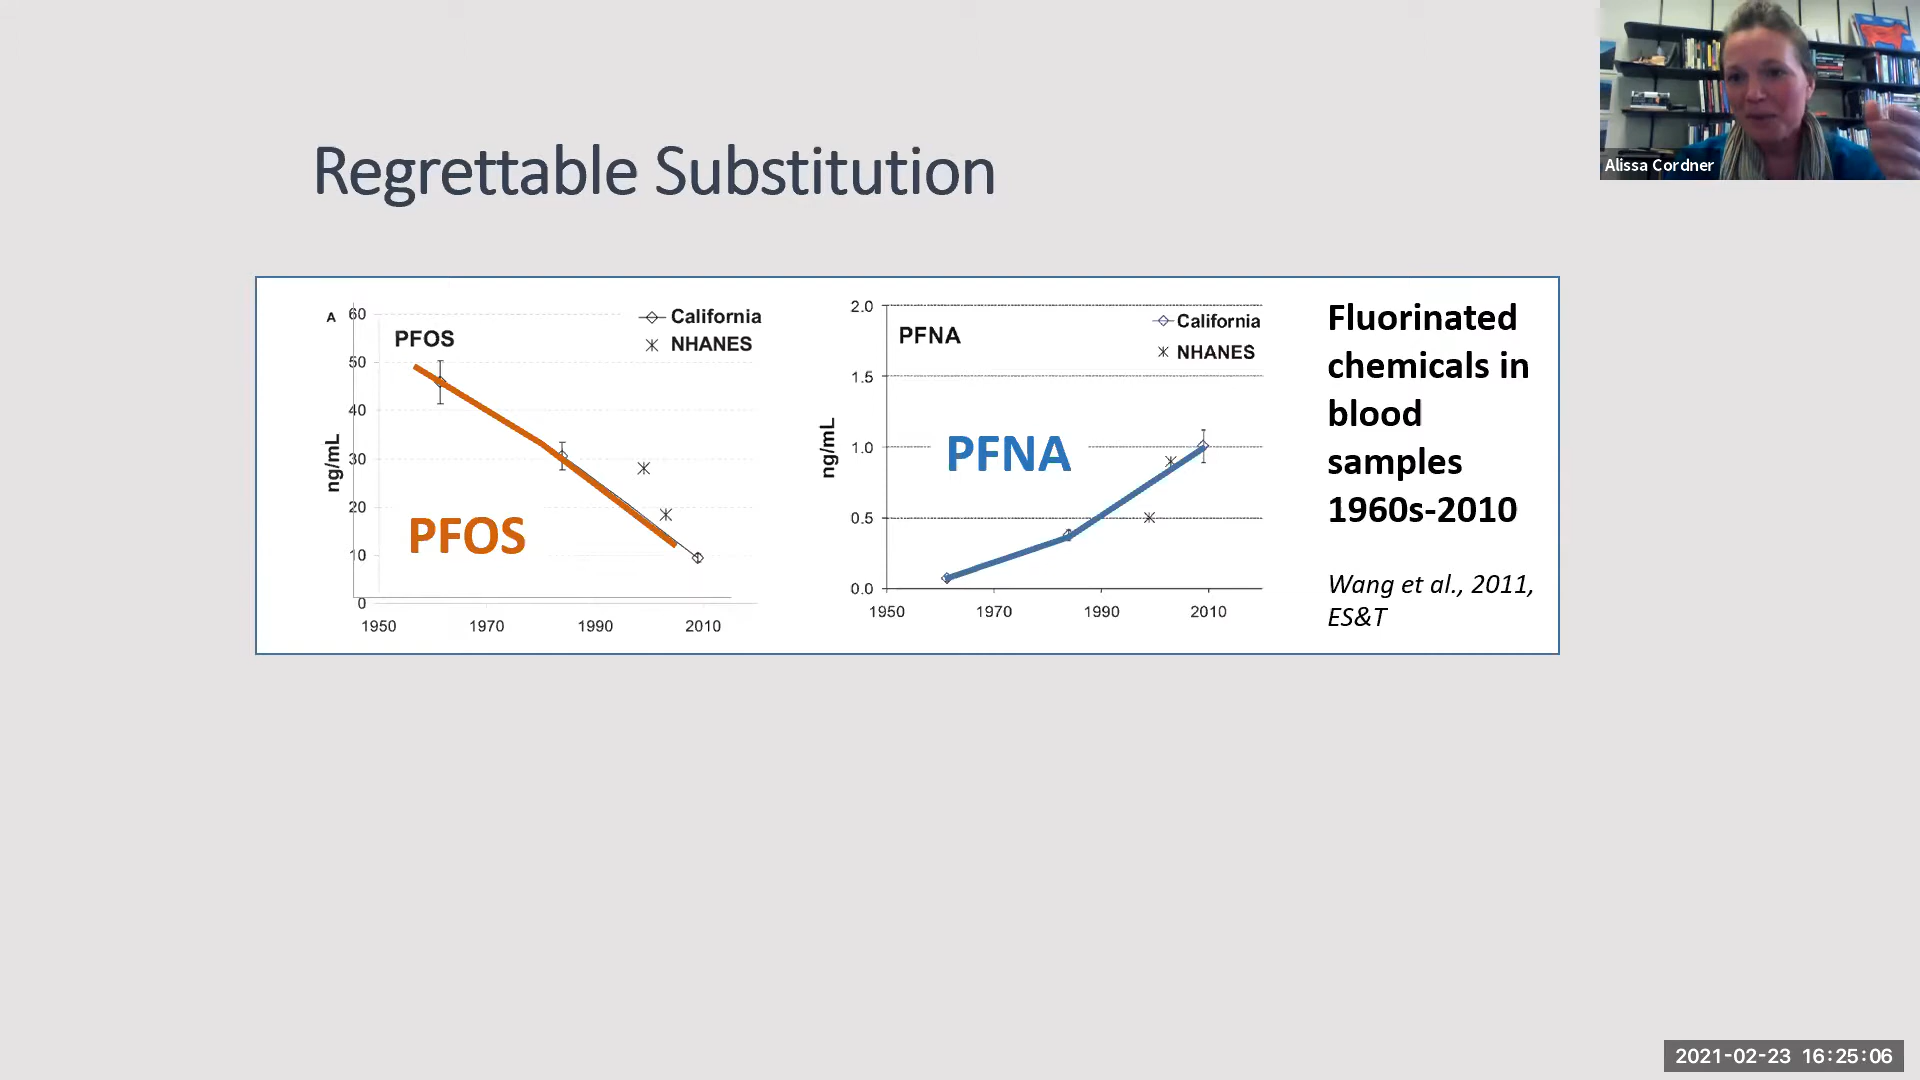 Regrettable Substitution
Alissa Cordner
A
60
50
40
30
20
10
0
ng/mL
PFOS
California
NHANES
PFOS
1950
1970
1990
2010
2.0
1.5
1.0
0.5
0.0
ng/mL
PFNA
California
NHANES
PFNA
1950
1970
1990
2010
Fluorinated
chemicals in
blood
samples
1960s-2010
Wang et al., 2011,
ES&T
2021-02-23 16:25:06